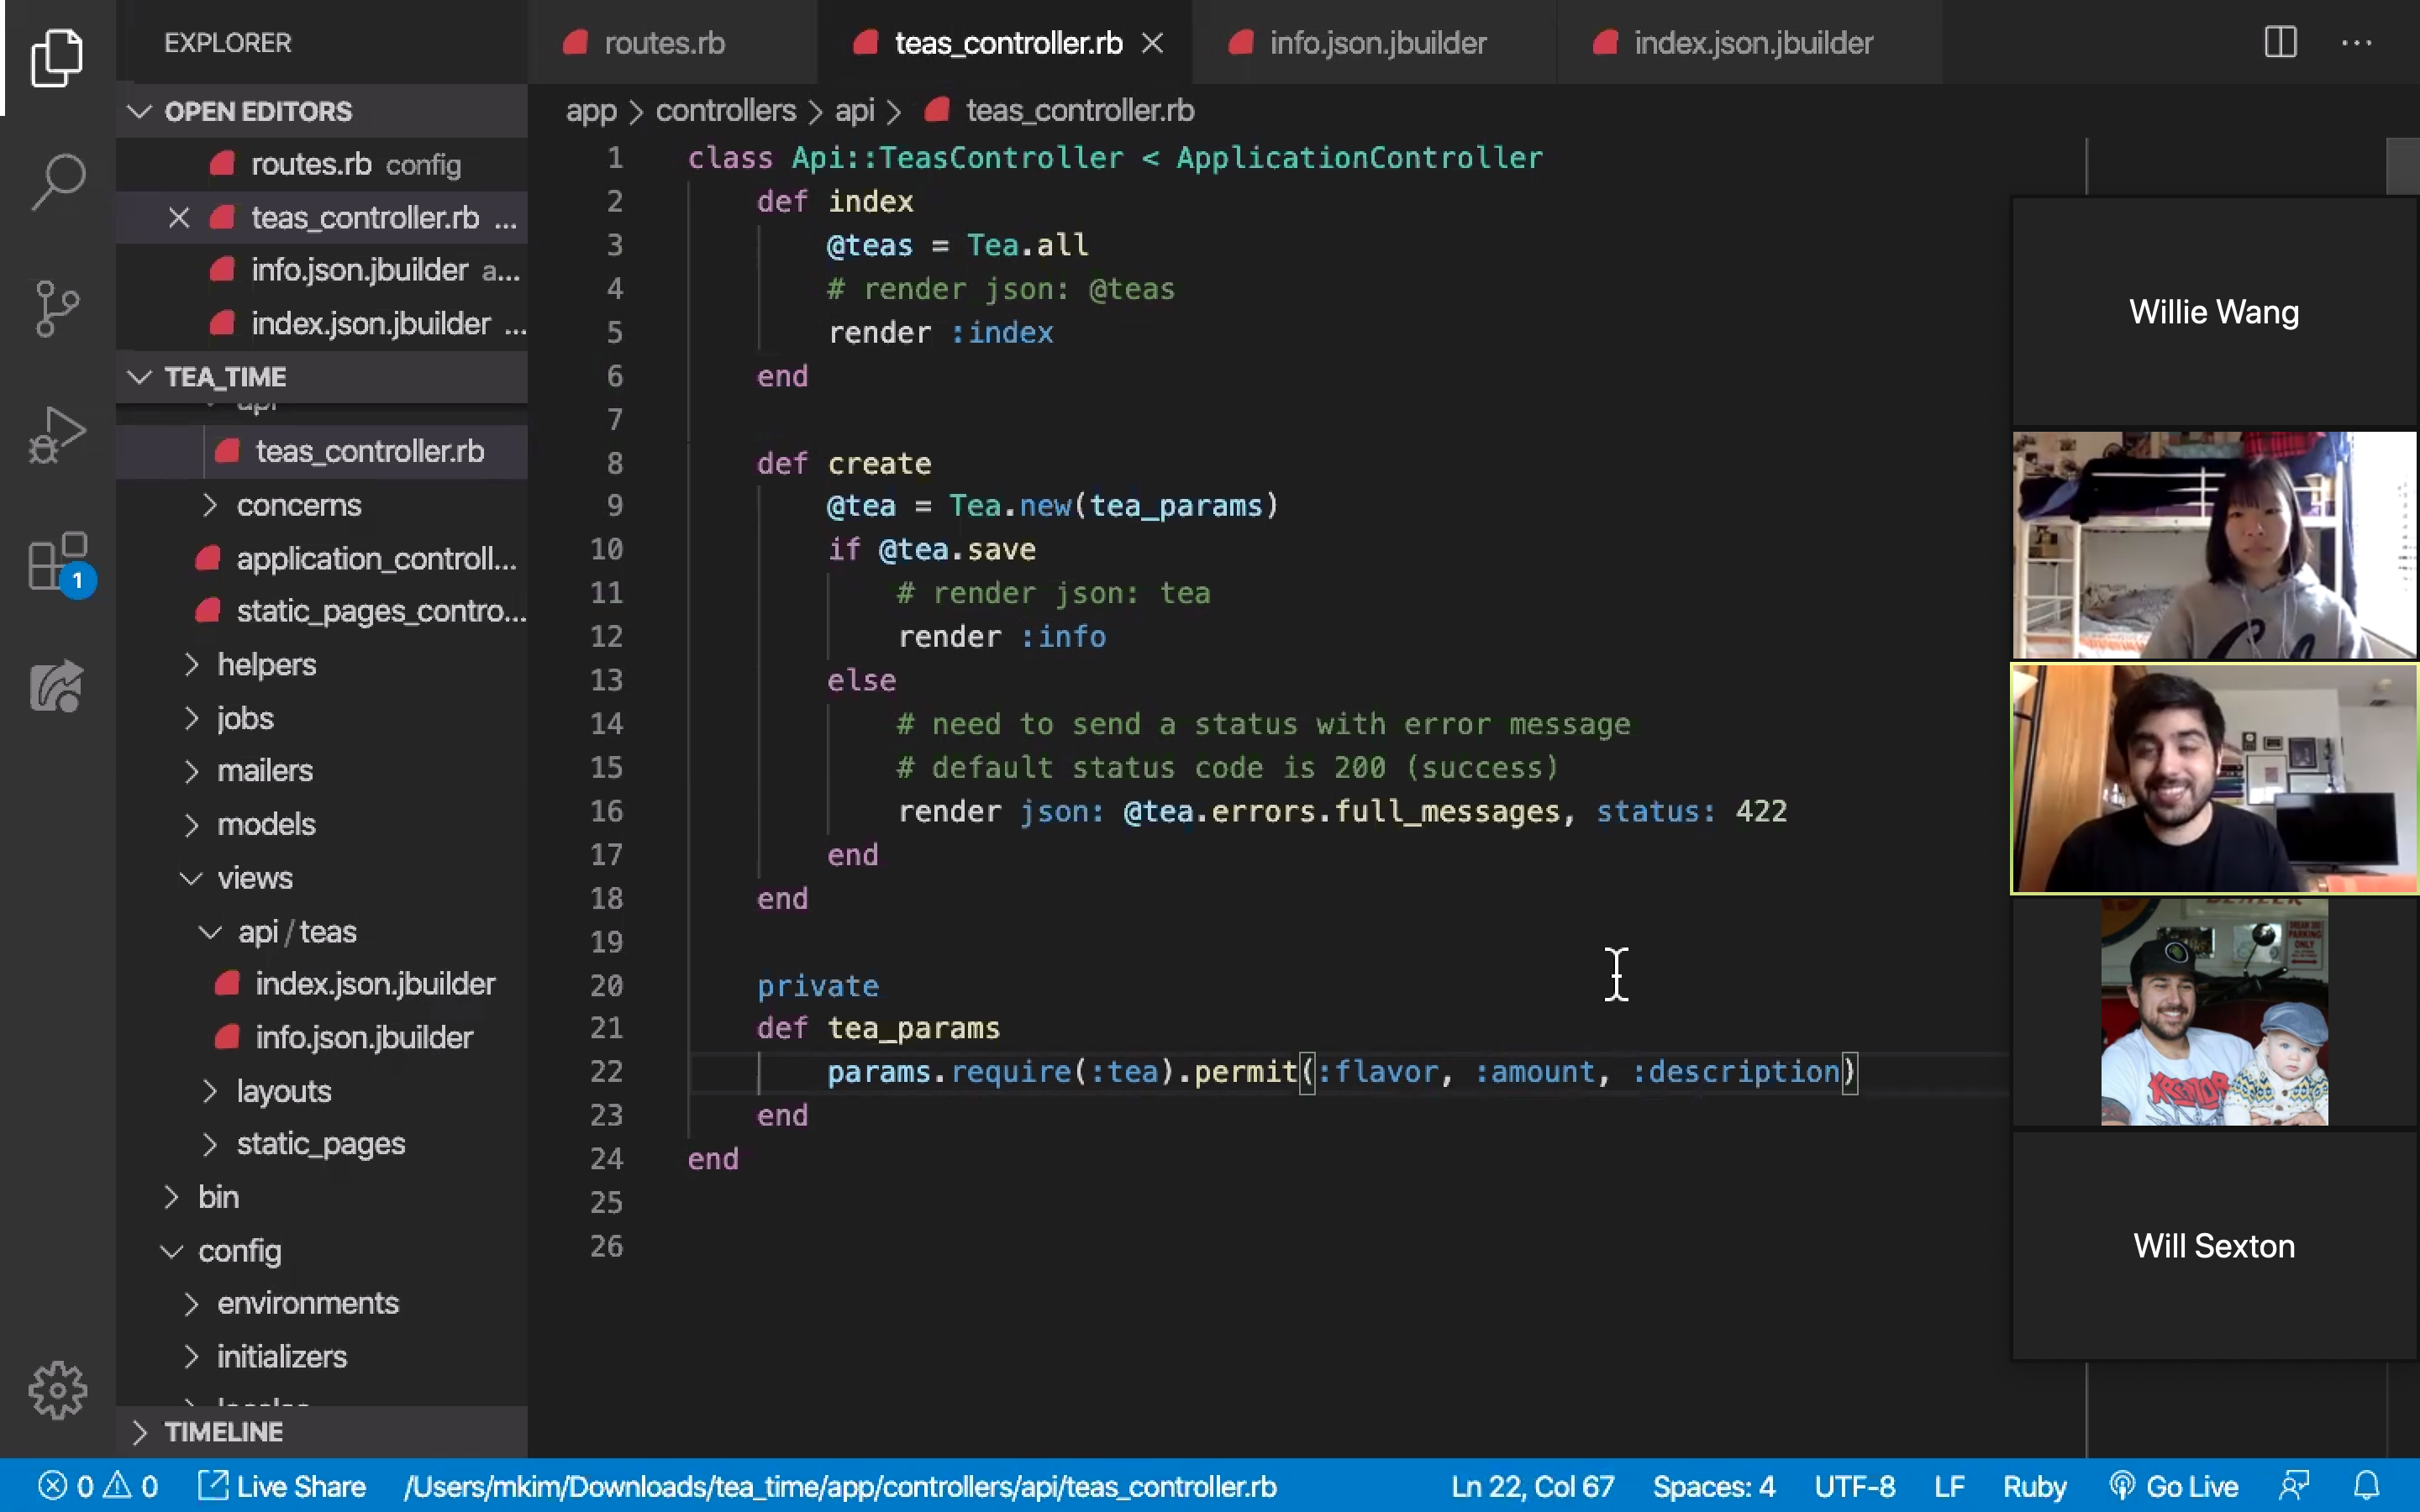 EXPLORER
OPEN EDITORS
routes.rb config
teas_controller.rb ...
info.json.jbuilder a...
index.json.jbuilder ...
TEA_TIME
api
teas_controller.rb
concerns
application_controll...
static_pages_contro...
helpers
jobs
mailers
models
views
api / teas
index.json.jbuilder
info.json.jbuilder
layouts
static_pages
bin
config
environments
initializers
TIMELINE
1
routes.rb
teas_controller.rb
info.json.jbuilder
index.json.jbuilder
app > controllers > api > teas_controller.rb
1 class Api::TeasController < ApplicationController
2 def index
3 @teas = Tea.all
4 # render json: @teas
5 render :index
6 end
7
8 def create
9 @tea = Tea.new(tea_params)
10 if @tea.save
11 # render json: tea
12 render :info
13 else
14 # need to send a status with error message
15 # default status code is 200 (success)
16 render json: @tea.errors.full_messages, status: 422
17 end
18 end
19
20 private
21 def tea_params
22 params.require(:tea).permit(:flavor, :amount, :description)
23 end
24 end
25
26
Willie Wang
DREAM
PARKING
ONLY
KREATOR
Will Sexton
0 0 Live Share /Users/mkim/Downloads/tea_time/app/controllers/api/teas_controller.rb Ln 22, Col 67 Spaces: 4 UTF-8 LF Ruby Go Live